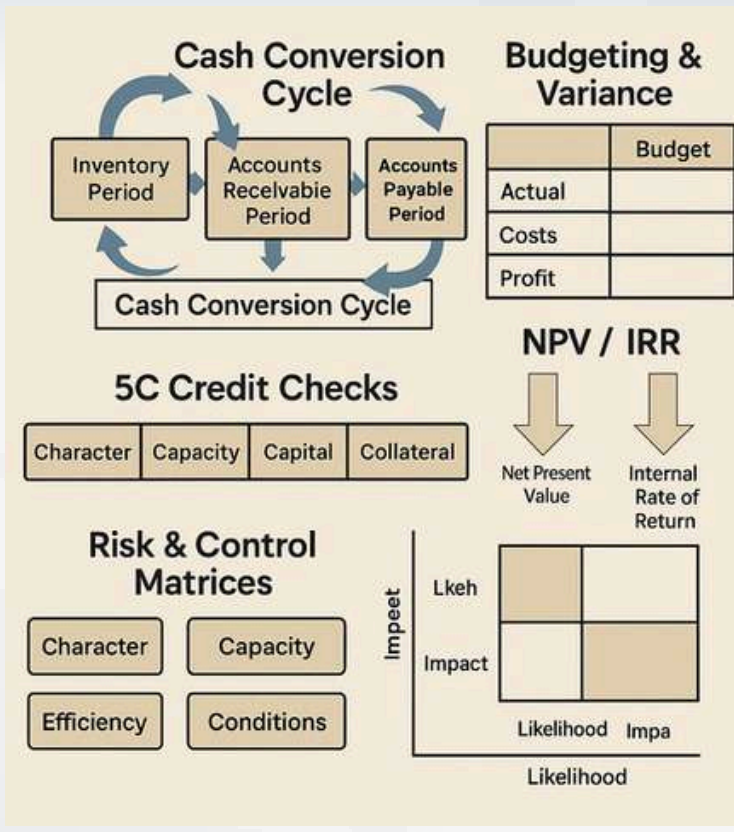 Cash Conversion
Cycle
Inventory
Period
Accounts
Recelvabie
Period
Accounts
Payable
Period
Cash Conversion Cycle
Budgeting &
Variance
Budget
Actual
Costs
Profit
NPV / IRR
Net Present
Value
Internal
Rate of
Return
5C Credit Checks
Character
Capacity
Capital
Collateral
Risk & Control
Matrices
Character
Capacity
Efficiency
Conditions
Impeet
Lkeh
Impact
Likelihood
Impa
Likelihood